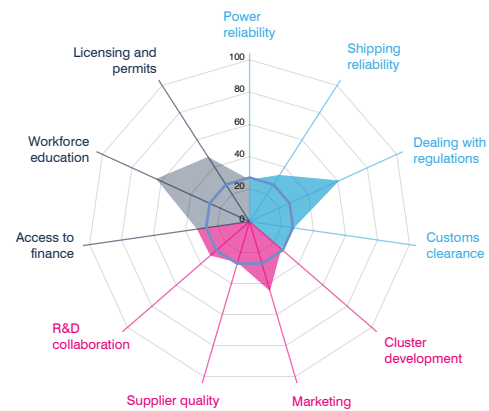 Power
reliability
Shipping
reliability
Licensing and
permits
100
80
60
40
20
0
Workforce
education
Dealing with
regulations
Access to
finance
Customs
clearance
R&D
collaboration
Cluster
development
Supplier quality
Marketing